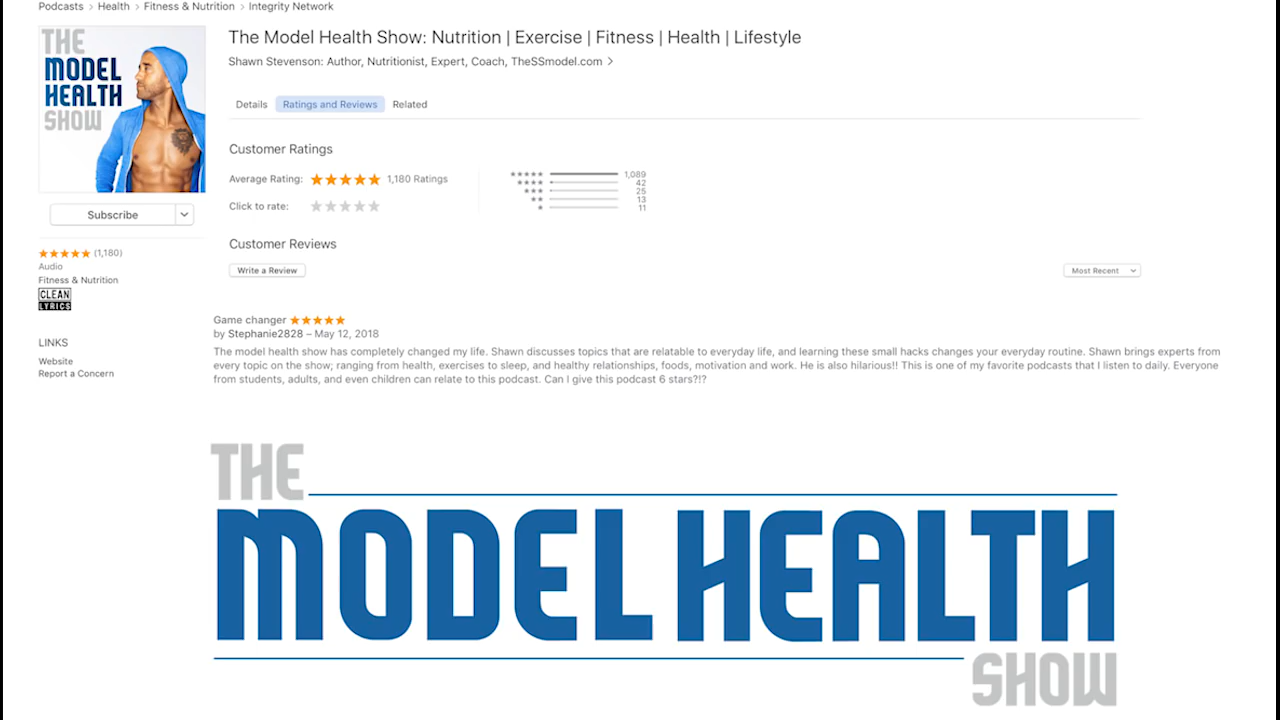 Podcasts > Health > Fitness & Nutrition > Integrity Network
THE
MODEL
HEALTH
SHOW
The Model Health Show: Nutrition | Exercise | Fitness | Health | Lifestyle
Shawn Stevenson: Author, Nutritionist, Expert, Coach, TheSSmodel.com >
Details Ratings and Reviews Related
Customer Ratings
Average Rating: ★★★★★ 1,180 Ratings
Click to rate: ★★★★★
★★★★★ 1,089
★★★★ 42
★★★ 25
★★ 13
★ 11
Subscribe
Customer Reviews
Write a Review
Most Recent
★★★★★ (1,180)
Audio
Fitness & Nutrition
CLEAN
LYRICS
LINKS
Website
Report a Concern
Game changer ★★★★★
by Stephanie2828 – May 12, 2018
The model health show has completely changed my life. Shawn discusses topics that are relatable to everyday life, and learning these small hacks changes your everyday routine. Shawn brings experts from
every topic on the show; ranging from health, exercises to sleep, and healthy relationships, foods, motivation and work. He is also hilarious!! This is one of my favorite podcasts that I listen to daily. Everyone
from students, adults, and even children can relate to this podcast. Can I give this podcast 6 stars?!?
THE
MODEL HEALTH
SHOW